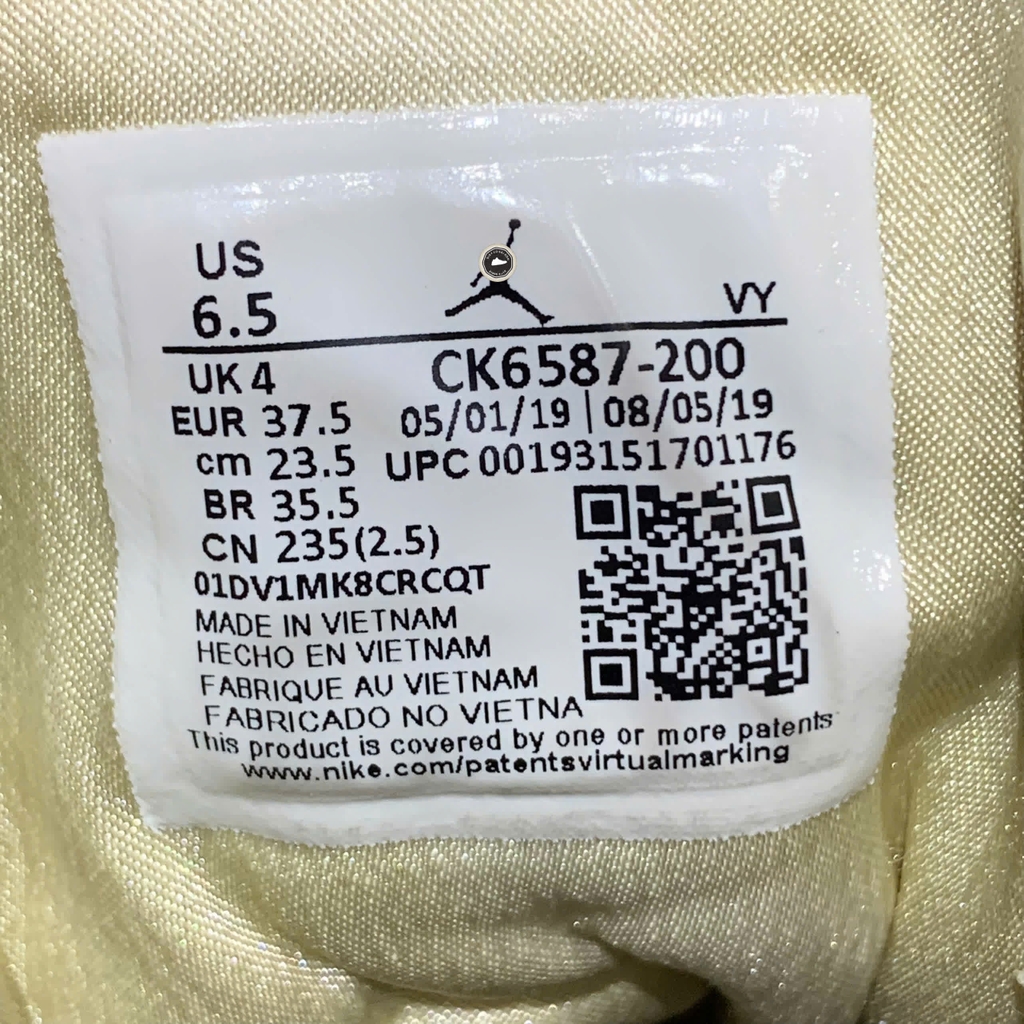 US
6.5
VY
UK 4
CK6587-200
EUR 37.5
05/01/19 | 08/05/19
cm 23.5
UPC 00193151701176
BR 35.5
CN 235(2.5)
01DV1MK8CRCQT
MADE IN VIETNAM
HECHO EN VIETNAM
FABRIQUE AU VIETNAM
FABRICADO NO VIETNA
This product is covered by one or more patents
www.nike.com/patentsvirtualmarking